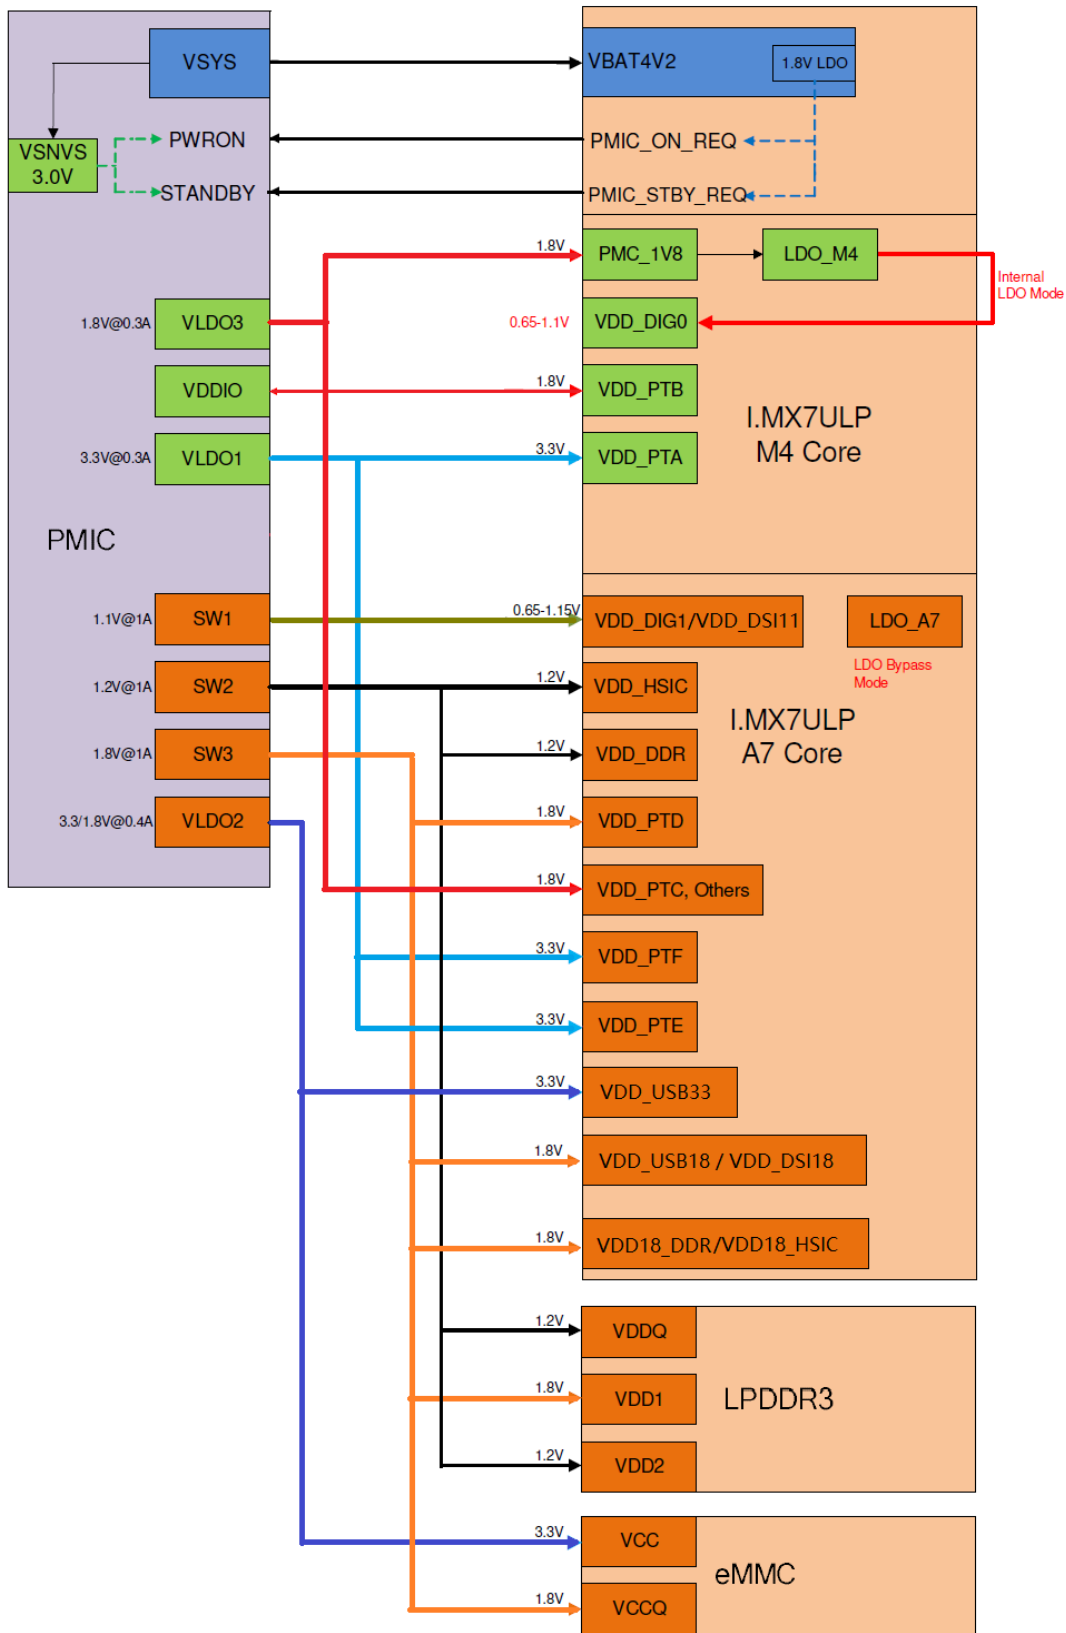 VSYS
VBAT4V2
1.8V LDO
PWRON
PMIC_ON_REQ
VSNVS
3.0V
STANDBY
PMIC_STBY_REQ
1.8V
PMC_1V8
LDO_M4
Internal
LDO Mode
1.8V@0.3A
VLDO3
0.65-1.1V
VDD_DIG0
VDDIO
1.8V
VDD_PTB
I.MX7ULP
M4 Core
3.3V@0.3A
VLDO1
3.3V
VDD_PTA
PMIC
1.1V@1A
SW1
0.65-1.15V
VDD_DIG1/VDD_DSI11
LDO_A7
LDO Bypass
Mode
1.2V@1A
SW2
1.2V
VDD_HSIC
I.MX7ULP
A7 Core
1.8V@1A
SW3
1.2V
VDD_DDR
3.3/1.8V@0.4A
VLDO2
1.8V
VDD_PTD
1.8V
VDD_PTC, Others
3.3V
VDD_PTF
3.3V
VDD_PTE
3.3V
VDD_USB33
1.8V
VDD_USB18 / VDD_DSI18
1.8V
VDD18_DDR/VDD18_HSIC
1.2V
VDDQ
1.8V
VDD1
LPDDR3
1.2V
VDD2
3.3V
VCC
eMMC
1.8V
VCCQ